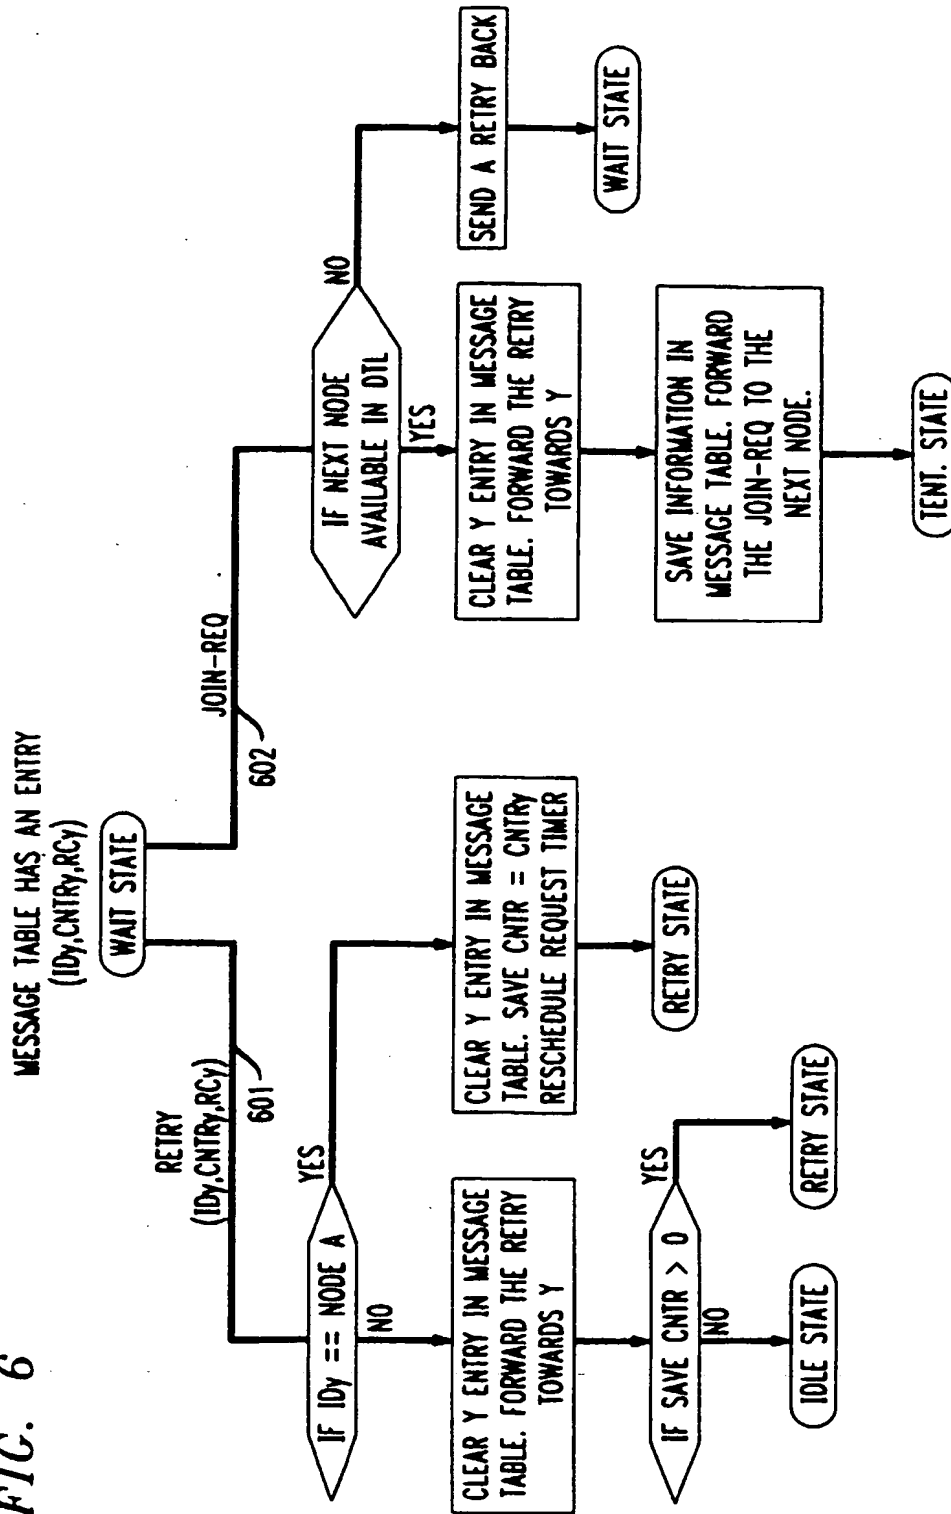 FIG. 6
MESSAGE TABLE HAS AN ENTRY
(IDy,CNTRy,RCy)
WAIT STATE
RETRY
(IDy,CNTRy,RCy)
601
JOIN-REQ
602
IF IDy == NODE A
YES
NO
CLEAR Y ENTRY IN MESSAGE
TABLE. FORWARD THE RETRY
TOWARDS Y
IF SAVE CNTR > 0
YES
NO
IDLE STATE
RETRY STATE
CLEAR Y ENTRY IN MESSAGE
TABLE. SAVE CNTR = CNTRy
RESCHEDULE REQUEST TIMER
RETRY STATE
IF NEXT NODE
AVAILABLE IN DTL
NO
YES
CLEAR Y ENTRY IN MESSAGE
TABLE. FORWARD THE RETRY
TOWARDS Y
SAVE INFORMATION IN
MESSAGE TABLE. FORWARD
THE JOIN-REQ TO THE
NEXT NODE.
TENT. STATE
SEND A RETRY BACK
WAIT STATE